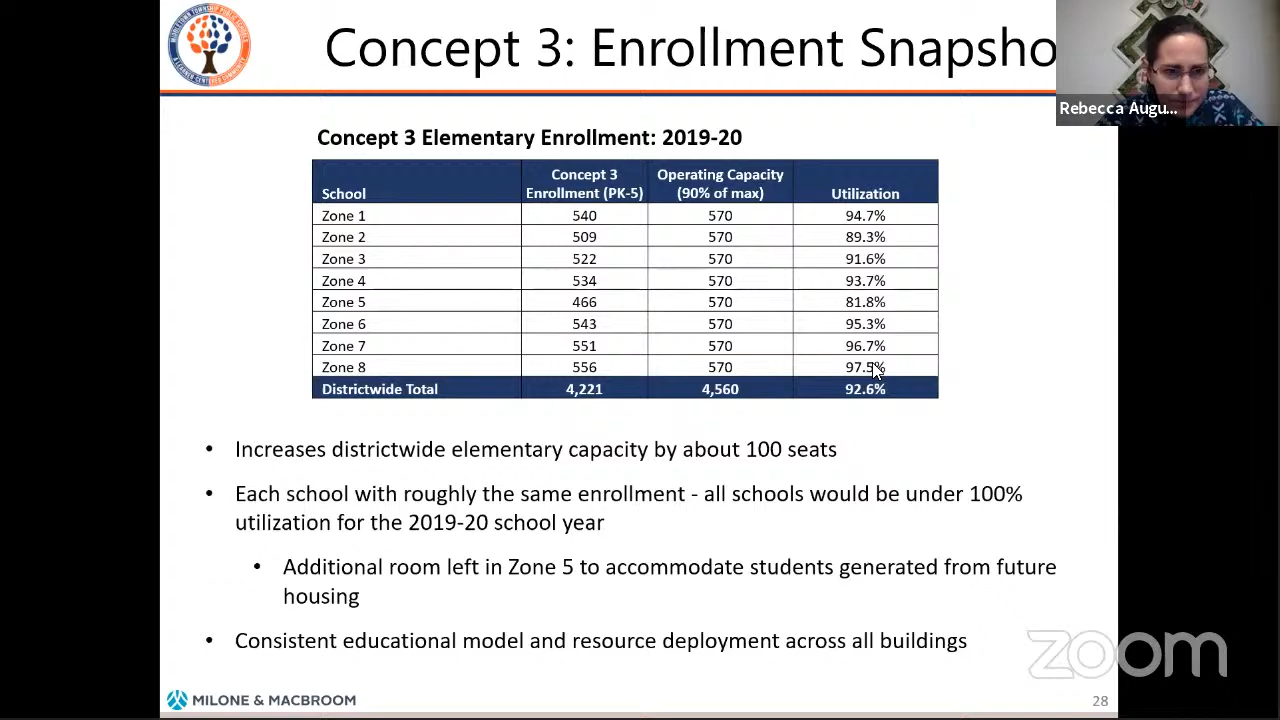 MIDDLETOWN TOWNSHIP PUBLIC SCHOOLS
A LEARNER-CENTERED COMMUNITY
Concept 3: Enrollment Snapsho
Rebecca Augu...
Concept 3 Elementary Enrollment: 2019-20
School Concept 3 Enrollment (PK-5) Operating Capacity (90% of max) Utilization
Zone 1 540 570 94.7%
Zone 2 509 570 89.3%
Zone 3 522 570 91.6%
Zone 4 534 570 93.7%
Zone 5 466 570 81.8%
Zone 6 543 570 95.3%
Zone 7 551 570 96.7%
Zone 8 556 570 97.5%
Districtwide Total 4,221 4,560 92.6%
• Increases districtwide elementary capacity by about 100 seats
• Each school with roughly the same enrollment - all schools would be under 100%
utilization for the 2019-20 school year
• Additional room left in Zone 5 to accommodate students generated from future
housing
• Consistent educational model and resource deployment across all buildings
zoom
MILONE & MACBROOM
28